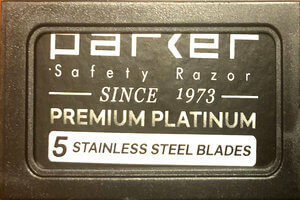 parker
Safety Razor
SINCE 1973
PREMIUM PLATINUM
5 STAINLESS STEEL BLADES